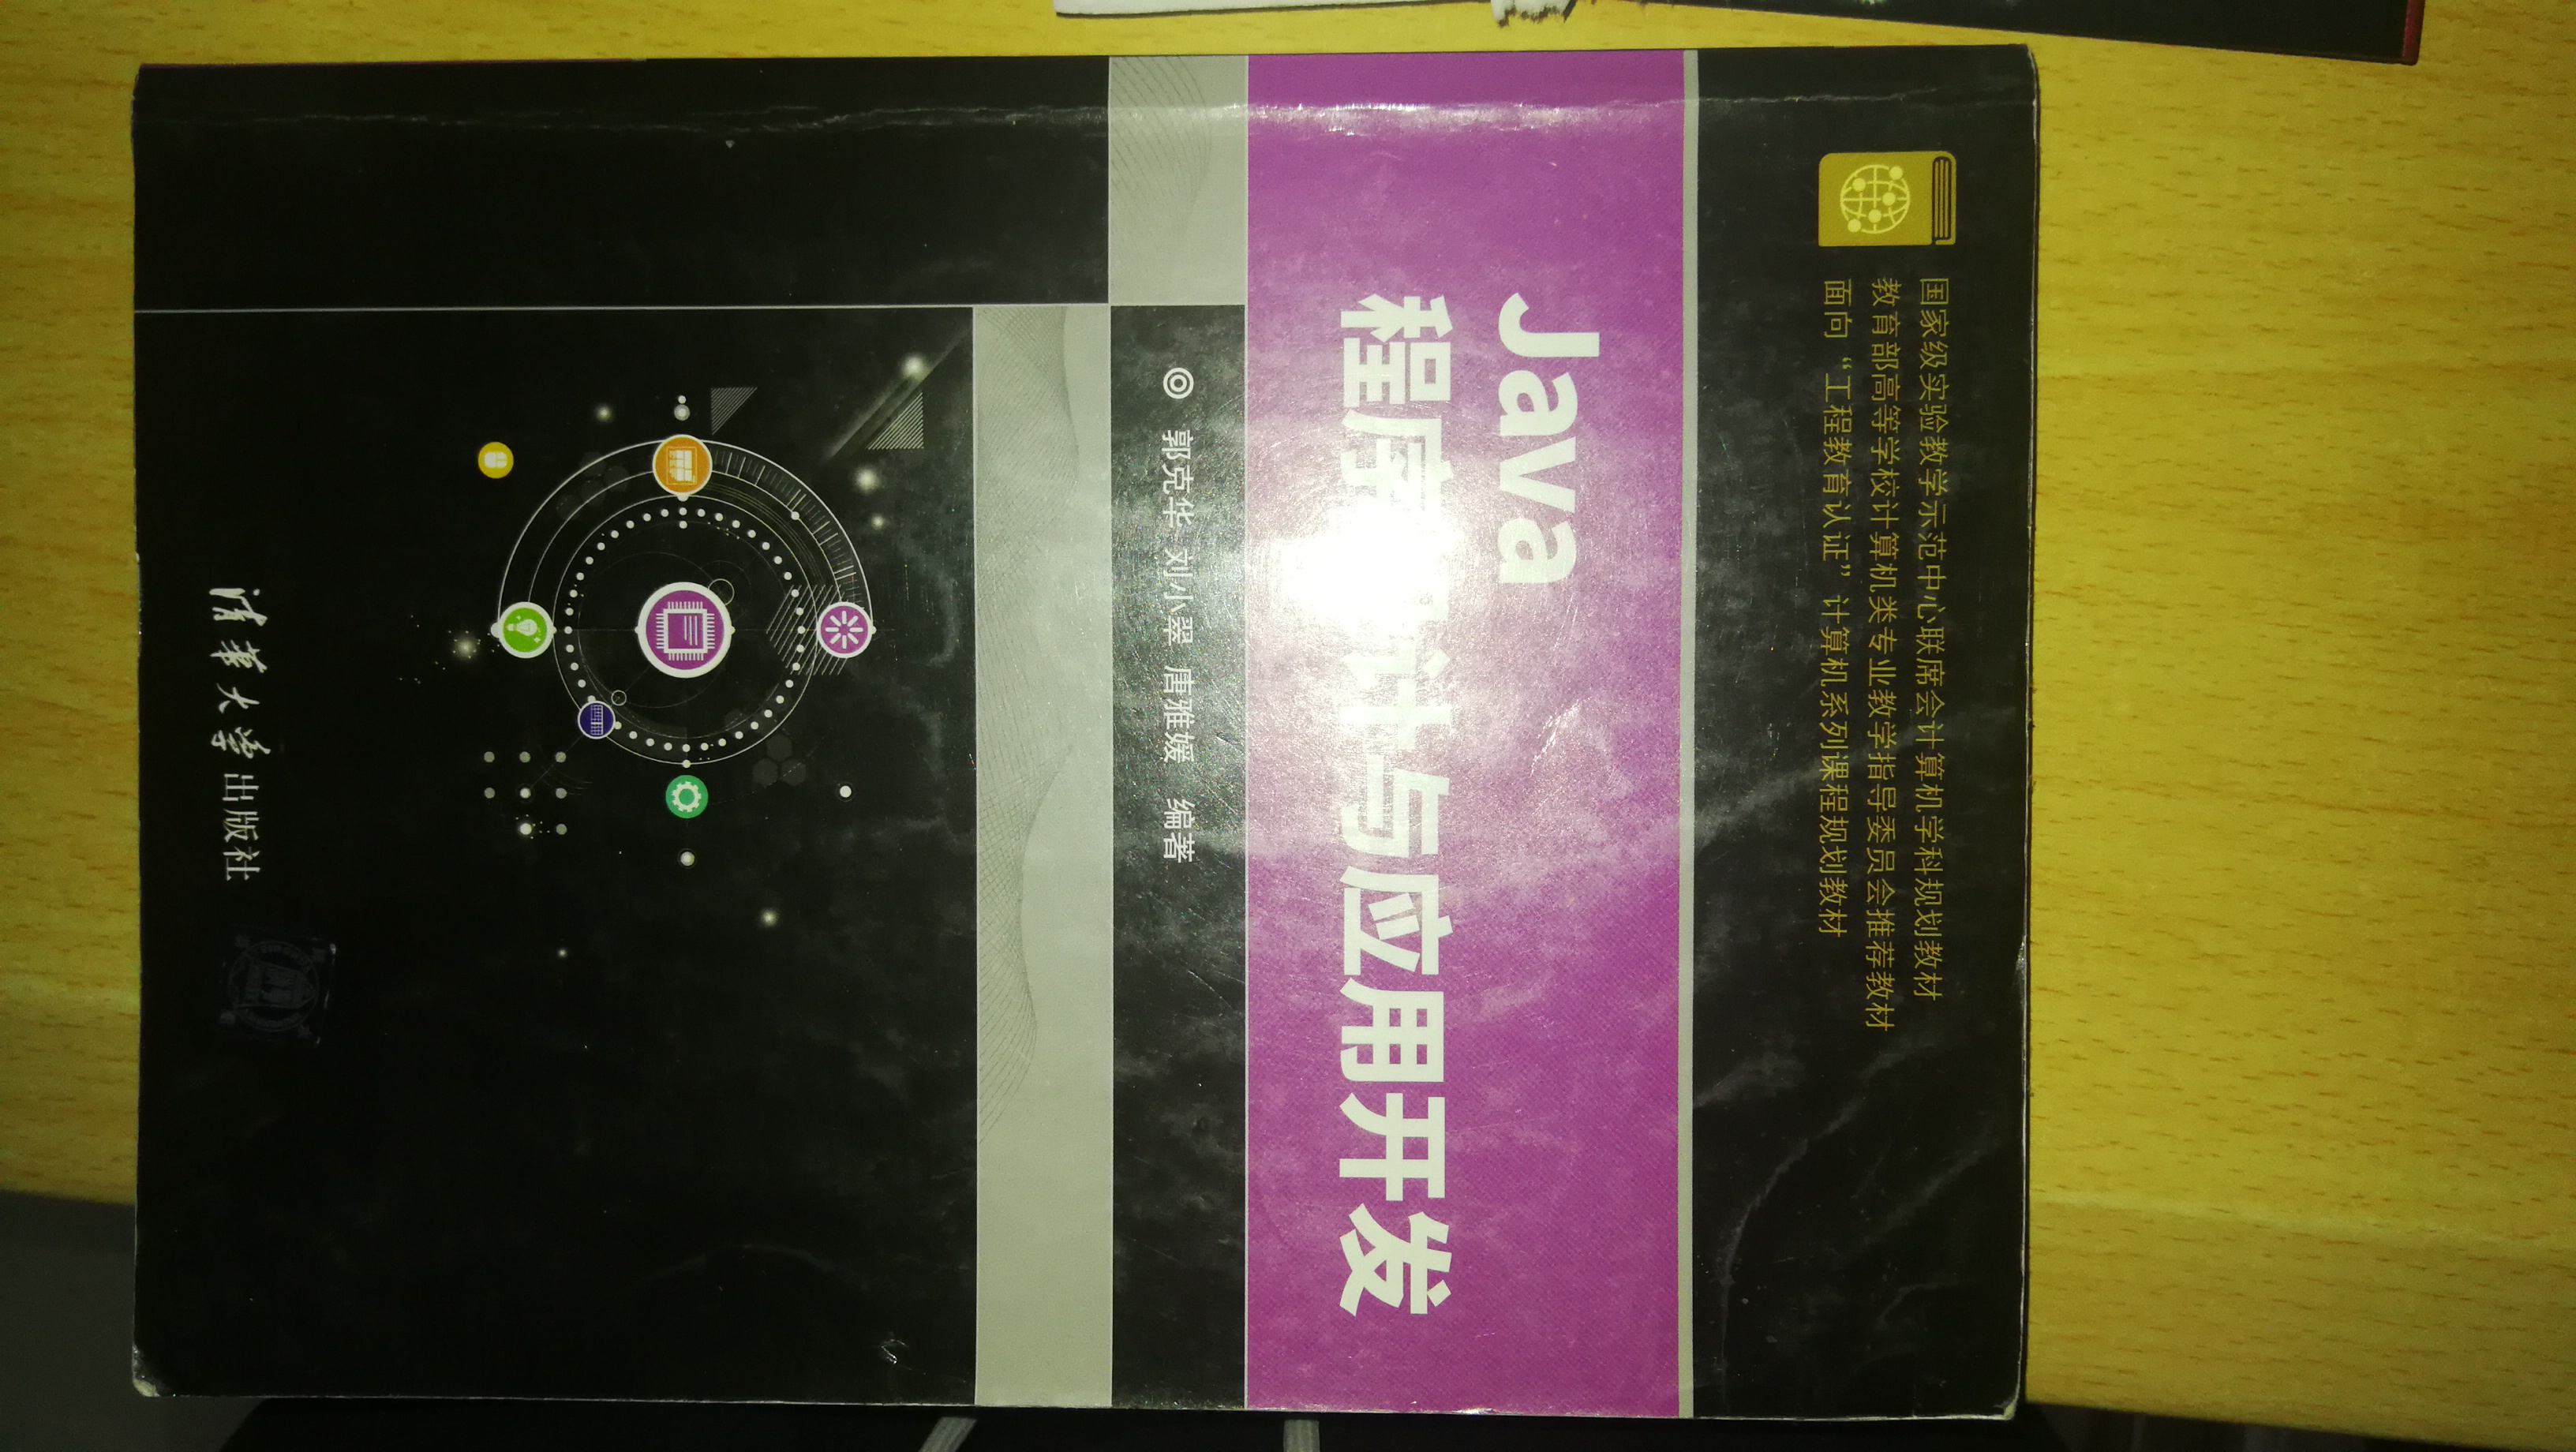 国家级实验教学示范中心联席会计算机学科规划教材
教育部高等学校计算机类专业教学指导委员会推荐教材
面向“工程教育认证”计算机系列课程规划教材
Java
程序设计与应用开发
郭克华 刘小翠 唐雅媛 编著
清华大学出版社